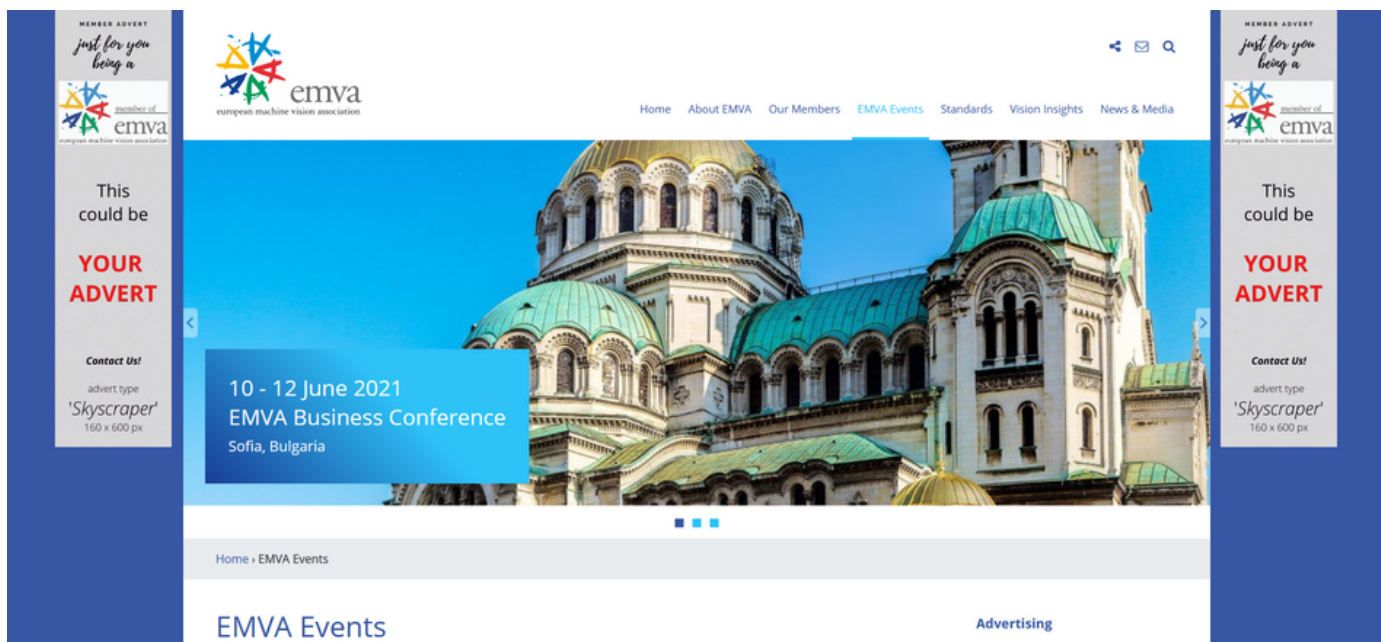 MEMBER ADVERT
just for you
being a
member of
emva
european machine vision association
This
could be
YOUR
ADVERT
Contact Us!
advert type
'Skyscraper'
160 x 600 px
emva
european machine vision association
Home About EMVA Our Members EMVA Events Standards Vision Insights News & Media
10 - 12 June 2021
EMVA Business Conference
Sofia, Bulgaria
Home › EMVA Events
EMVA Events
Advertising
MEMBER ADVERT
just for you
being a
member of
emva
european machine vision association
This
could be
YOUR
ADVERT
Contact Us!
advert type
'Skyscraper'
160 x 600 px